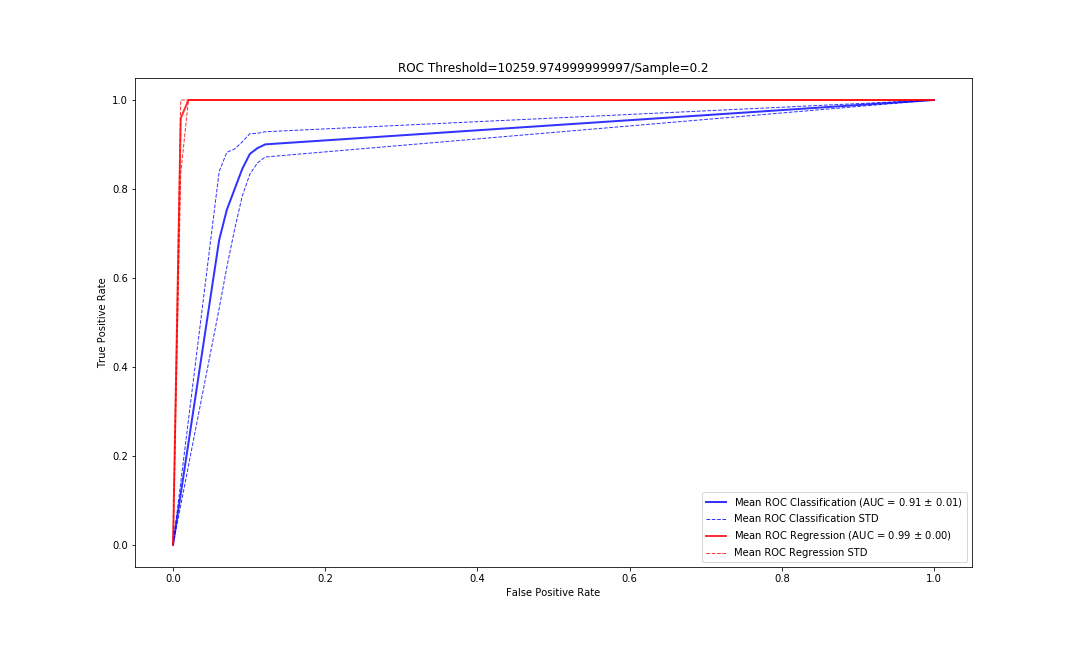 ROC Threshold=10259.974999999997/Sample=0.2
True Positive Rate
1.0
0.8
0.6
0.4
0.2
0.0
Mean ROC Classification (AUC = 0.91 ± 0.01)
Mean ROC Classification STD
Mean ROC Regression (AUC = 0.99 ± 0.00)
Mean ROC Regression STD
0.0 0.2 0.4 0.6 0.8 1.0
False Positive Rate